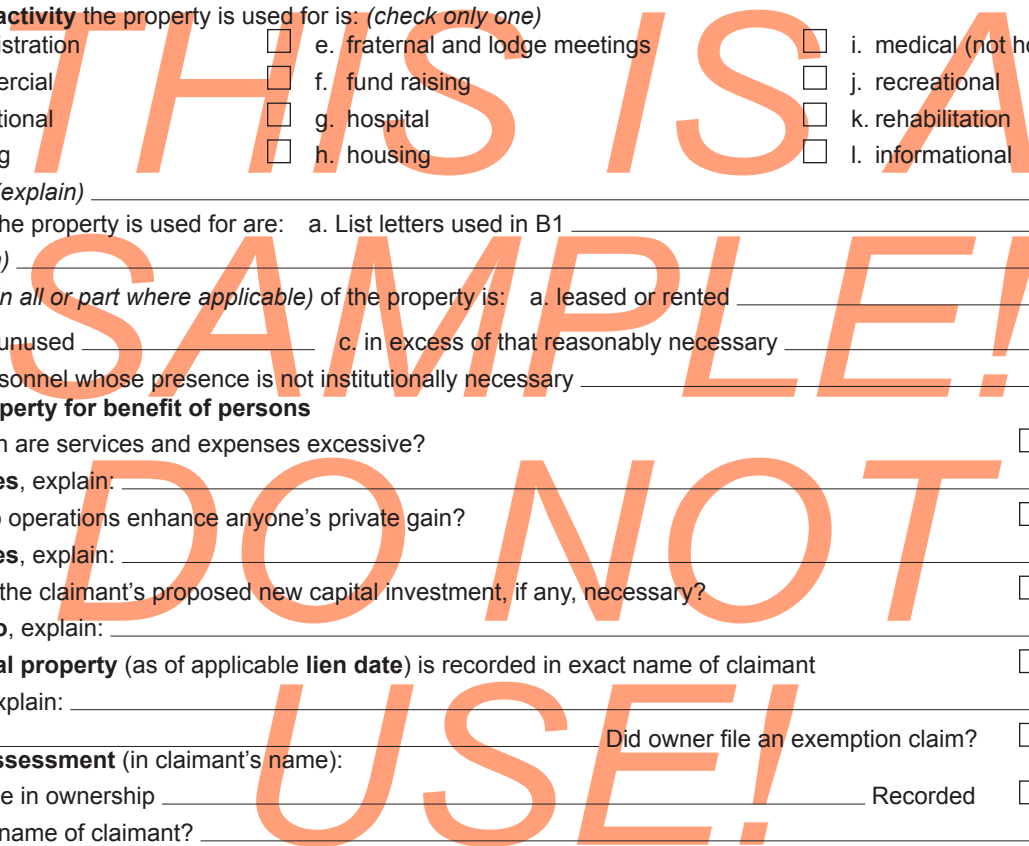 activity the property is used for is: (check only one)
istration e. fraternal and lodge meetings i. medical (not ho
ercial f. fund raising j. recreational
tional g. hospital k. rehabilitation
g h. housing l. informational
(explain)
he property is used for are: a. List letters used in B1
)
in all or part where applicable) of the property is: a. leased or rented
unused c. in excess of that reasonably necessary
sonnel whose presence is not institutionally necessary
perty for benefit of persons
n are services and expenses excessive?
es, explain:
o operations enhance anyone's private gain?
es, explain:
the claimant's proposed new capital investment, if any, necessary?
o, explain:
al property (as of applicable lien date) is recorded in exact name of claimant
xplain:
Did owner file an exemption claim?
ssessment (in claimant's name):
e in ownership Recorded
name of claimant?
THIS IS A
SAMPLE!
DO NOT
USE!